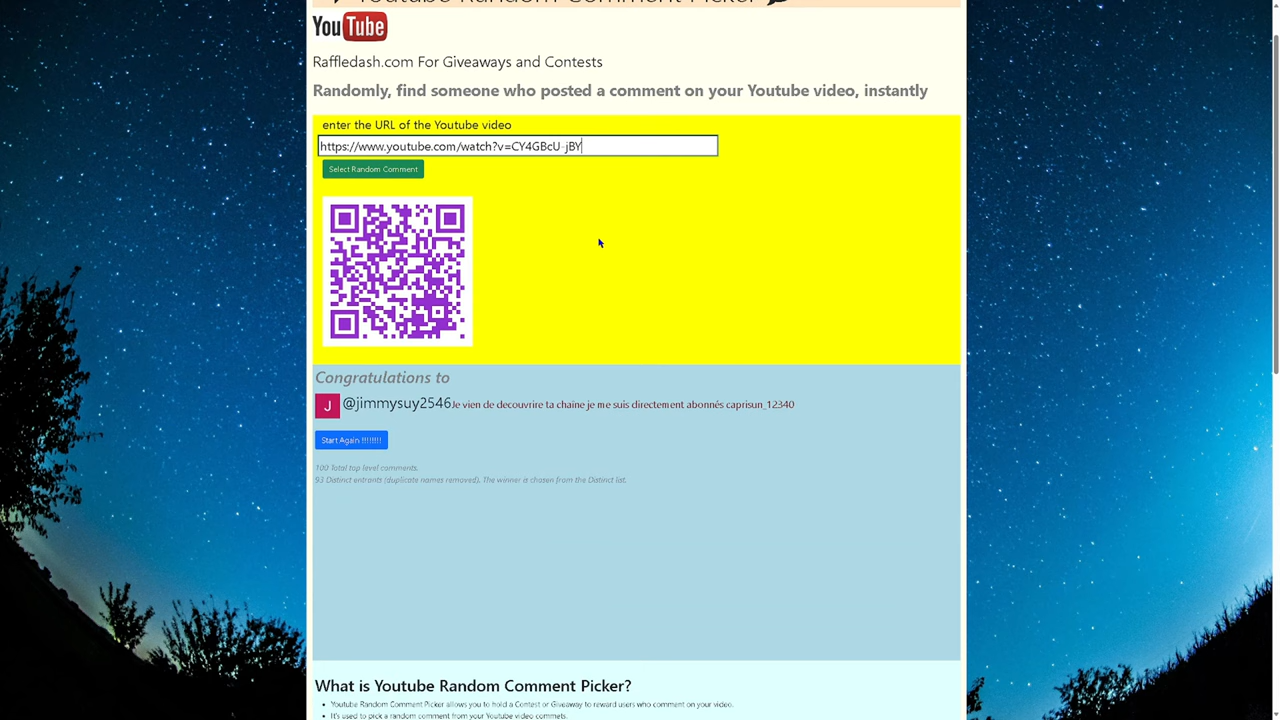 Youtube Random Comment Picker
YouTube
Raffledash.com For Giveaways and Contests
Randomly, find someone who posted a comment on your Youtube video, instantly
enter the URL of the Youtube video
https://www.youtube.com/watch?v=CY4GBcU-jBY
Select Random Comment
Congratulations to
J @jimmysuy2546Je vien de decouvrire ta chaine je me suis directement abonnés caprisun_12340
Start Again !!!!!!!!
100 Total top level comments.
93 Distinct entrants (duplicate names removed). The winner is chosen from the Distinct list.
What is Youtube Random Comment Picker?
Youtube Random Comment Picker allows you to hold a Contest or Giveaway to reward users who comment on your video.
It's used to pick a random comment from your Youtube video commets.